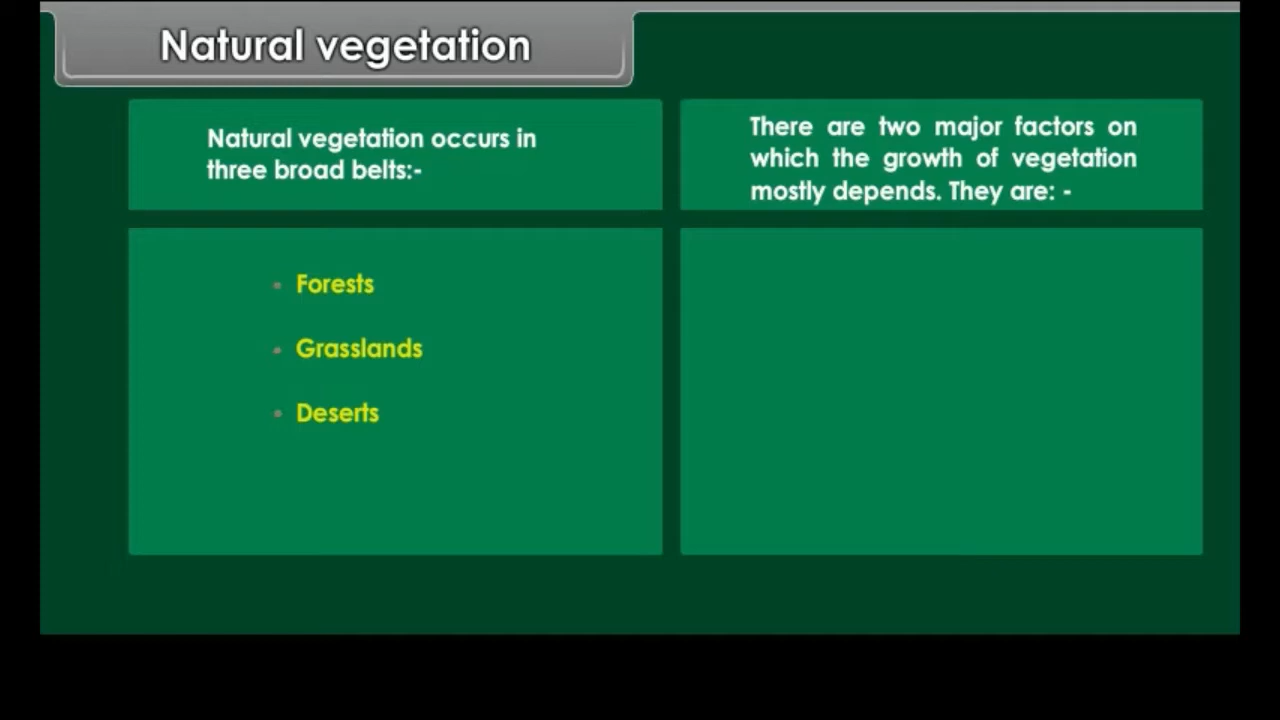 Natural vegetation
Natural vegetation occurs in
three broad belts:-
There are two major factors on
which the growth of vegetation
mostly depends. They are: -
• Forests
• Grasslands
• Deserts